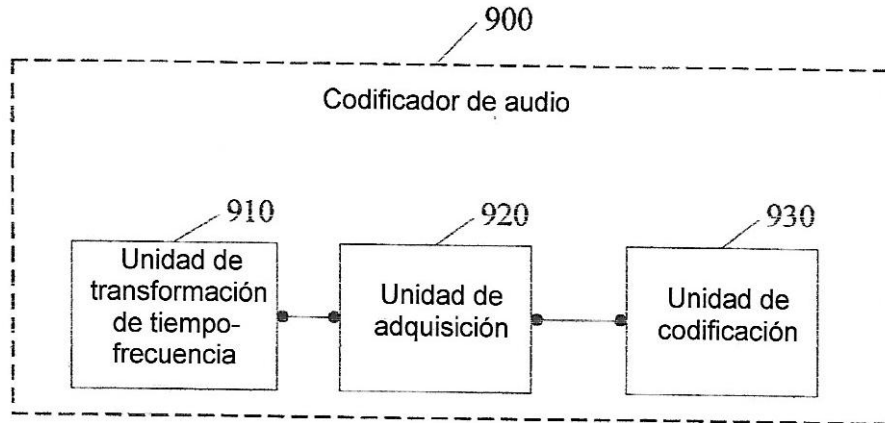 900
Codificador de audio
910
920
930
Unidad de
transformación
de tiempo-
frecuencia
Unidad de
adquisición
Unidad de
codificación